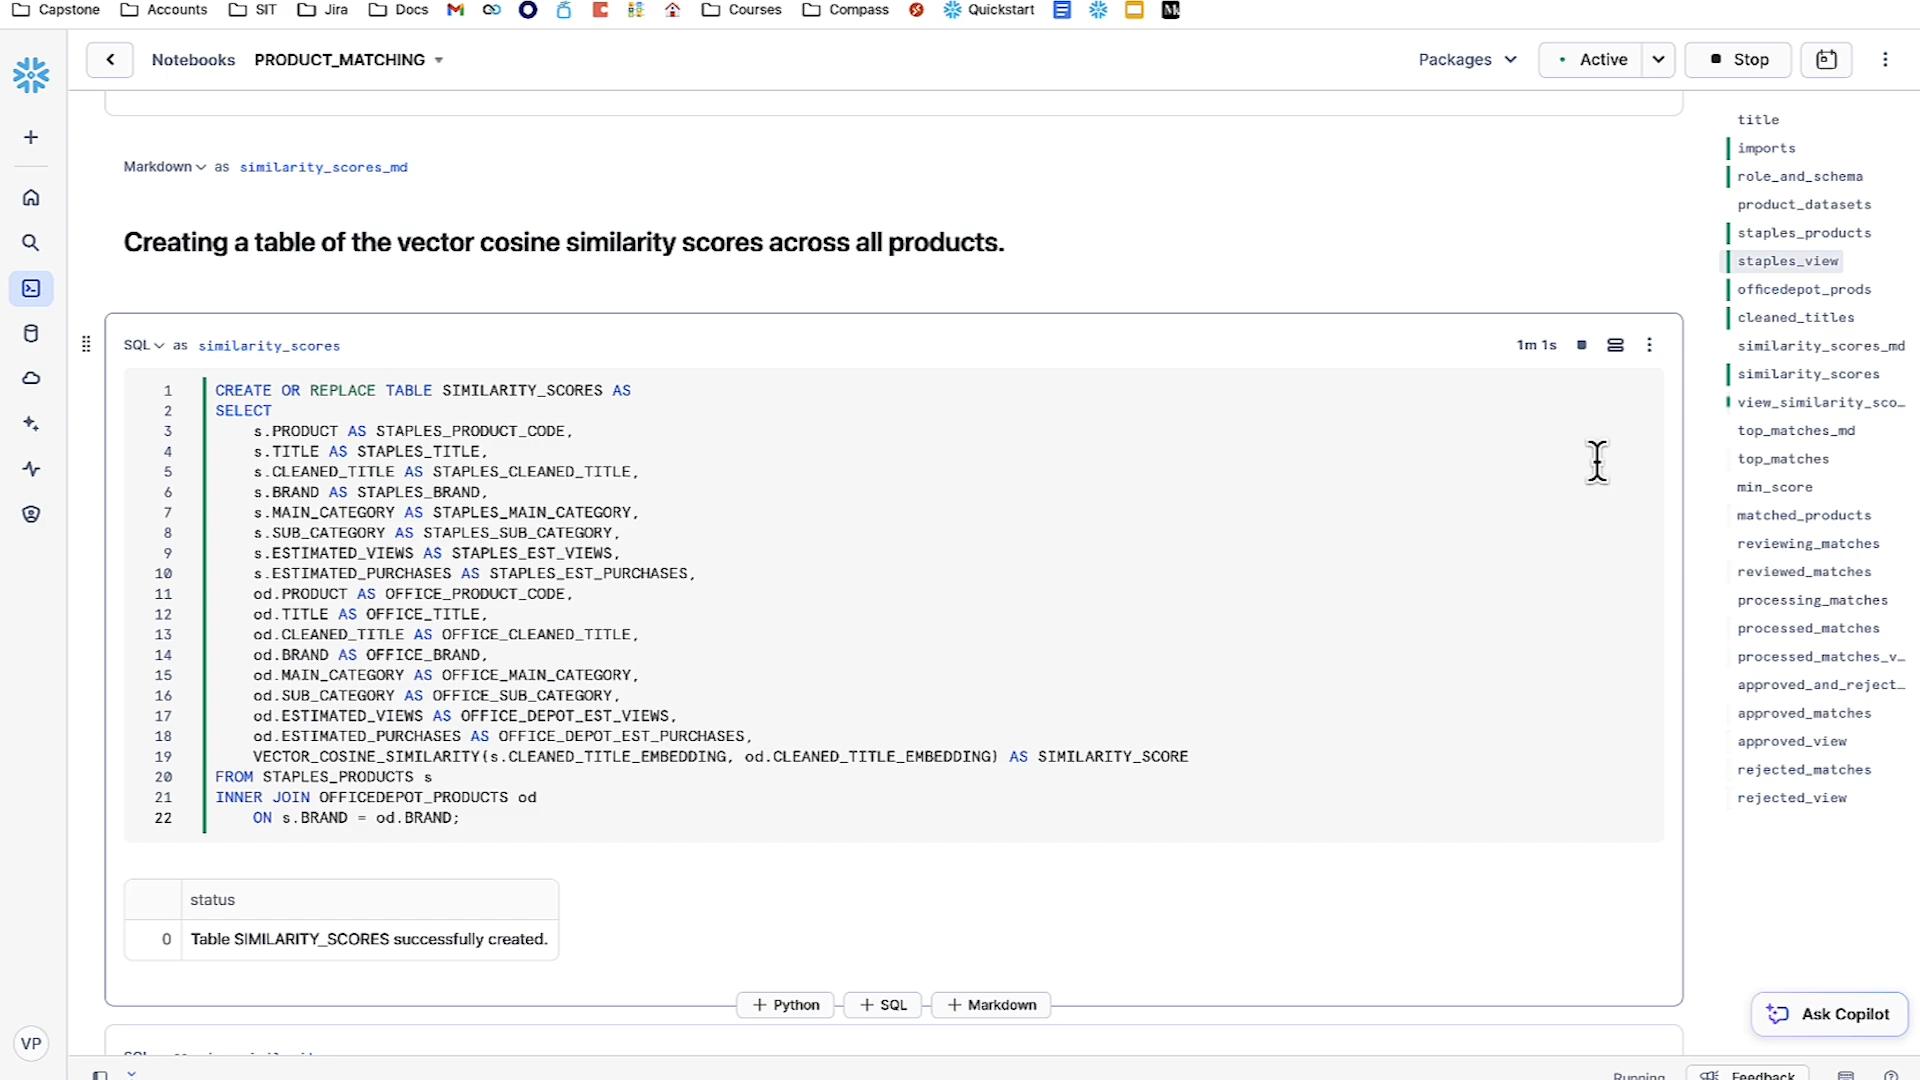 Capstone Accounts SIT Jira Docs Courses Compass Quickstart
Notebooks PRODUCT_MATCHING Packages Active Stop
Markdown as similarity_scores_md
Creating a table of the vector cosine similarity scores across all products.
SQL as similarity_scores 1m 1s
1 CREATE OR REPLACE TABLE SIMILARITY_SCORES AS
2 SELECT
3 s.PRODUCT AS STAPLES_PRODUCT_CODE,
4 s.TITLE AS STAPLES_TITLE,
5 s.CLEANED_TITLE AS STAPLES_CLEANED_TITLE,
6 s.BRAND AS STAPLES_BRAND,
7 s.MAIN_CATEGORY AS STAPLES_MAIN_CATEGORY,
8 s.SUB_CATEGORY AS STAPLES_SUB_CATEGORY,
9 s.ESTIMATED_VIEWS AS STAPLES_EST_VIEWS,
10 s.ESTIMATED_PURCHASES AS STAPLES_EST_PURCHASES,
11 od.PRODUCT AS OFFICE_PRODUCT_CODE,
12 od.TITLE AS OFFICE_TITLE,
13 od.CLEANED_TITLE AS OFFICE_CLEANED_TITLE,
14 od.BRAND AS OFFICE_BRAND,
15 od.MAIN_CATEGORY AS OFFICE_MAIN_CATEGORY,
16 od.SUB_CATEGORY AS OFFICE_SUB_CATEGORY,
17 od.ESTIMATED_VIEWS AS OFFICE_DEPOT_EST_VIEWS,
18 od.ESTIMATED_PURCHASES AS OFFICE_DEPOT_EST_PURCHASES,
19 VECTOR_COSINE_SIMILARITY(s.CLEANED_TITLE_EMBEDDING, od.CLEANED_TITLE_EMBEDDING) AS SIMILARITY_SCORE
20 FROM STAPLES_PRODUCTS s
21 INNER JOIN OFFICEDEPOT_PRODUCTS od
22 ON s.BRAND = od.BRAND;
status
0 Table SIMILARITY_SCORES successfully created.
+ Python + SQL + Markdown
title
imports
role_and_schema
product_datasets
staples_products
staples_view
officedepot_prods
cleaned_titles
similarity_scores_md
similarity_scores
view_similarity_sco…
top_matches_md
top_matches
min_score
matched_products
reviewing_matches
reviewed_matches
processing_matches
processed_matches
processed_matches_v…
approved_and_reject…
approved_matches
approved_view
rejected_matches
rejected_view
Ask Copilot
VP
Running Feedback